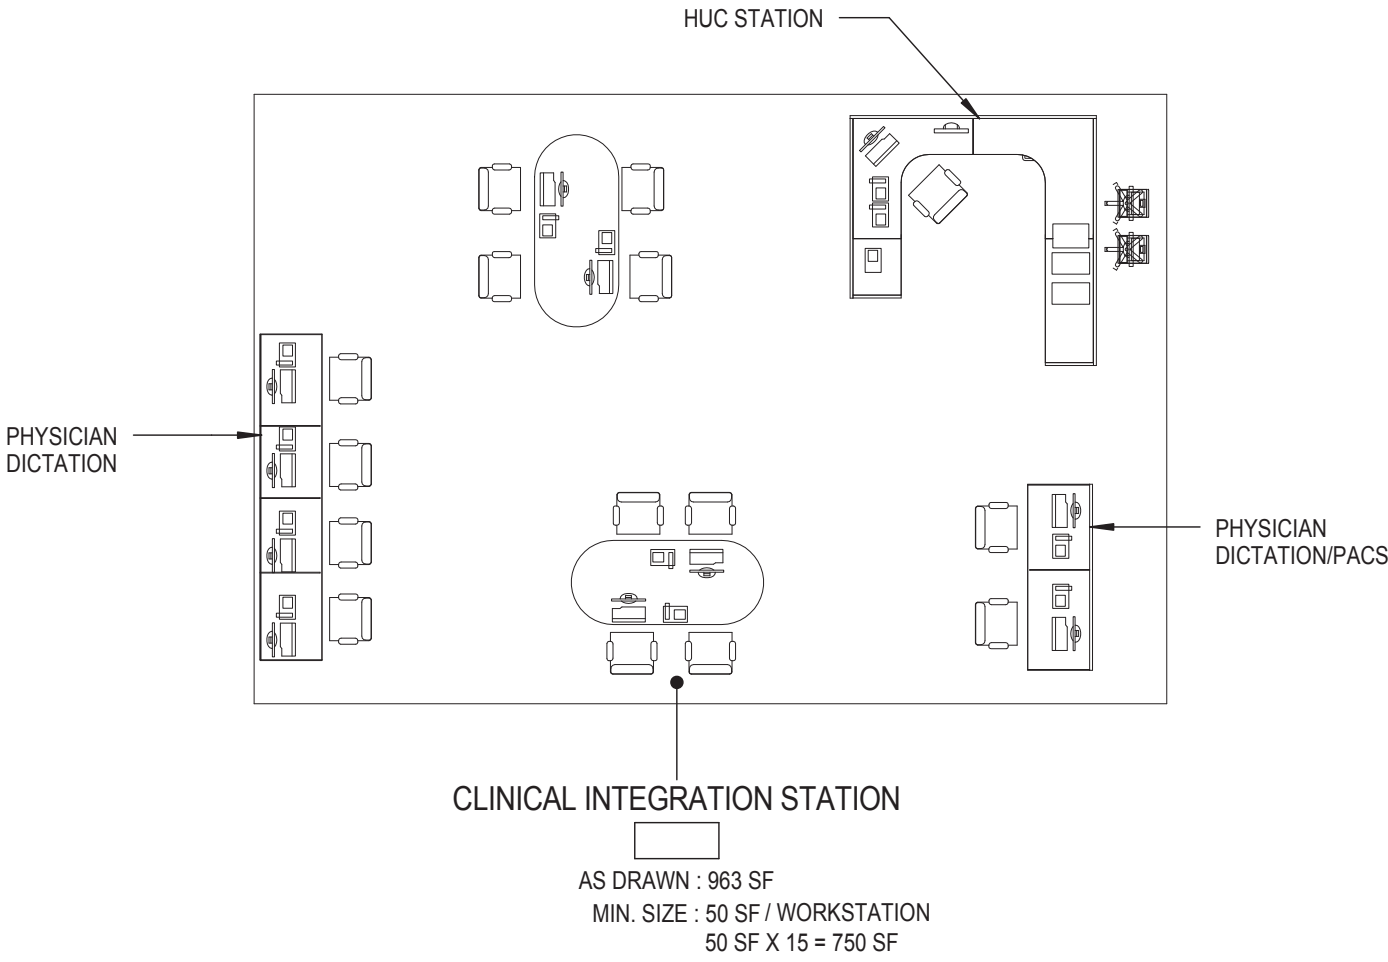 HUC STATION
PHYSICIAN
DICTATION
PHYSICIAN
DICTATION/PACS
CLINICAL INTEGRATION STATION
AS DRAWN : 963 SF
MIN. SIZE : 50 SF / WORKSTATION
50 SF X 15 = 750 SF